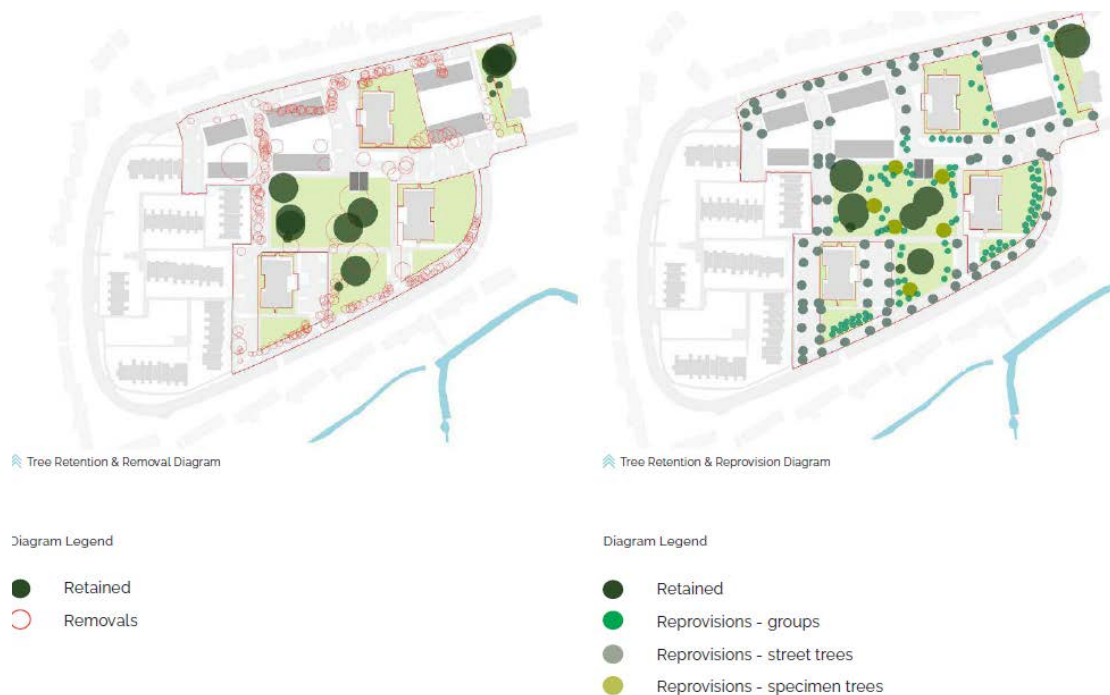 Tree Retention & Removal Diagram
Tree Retention & Reprovision Diagram
Diagram Legend
Retained
Removals
Diagram Legend
Retained
Reprovisions - groups
Reprovisions - street trees
Reprovisions - specimen trees